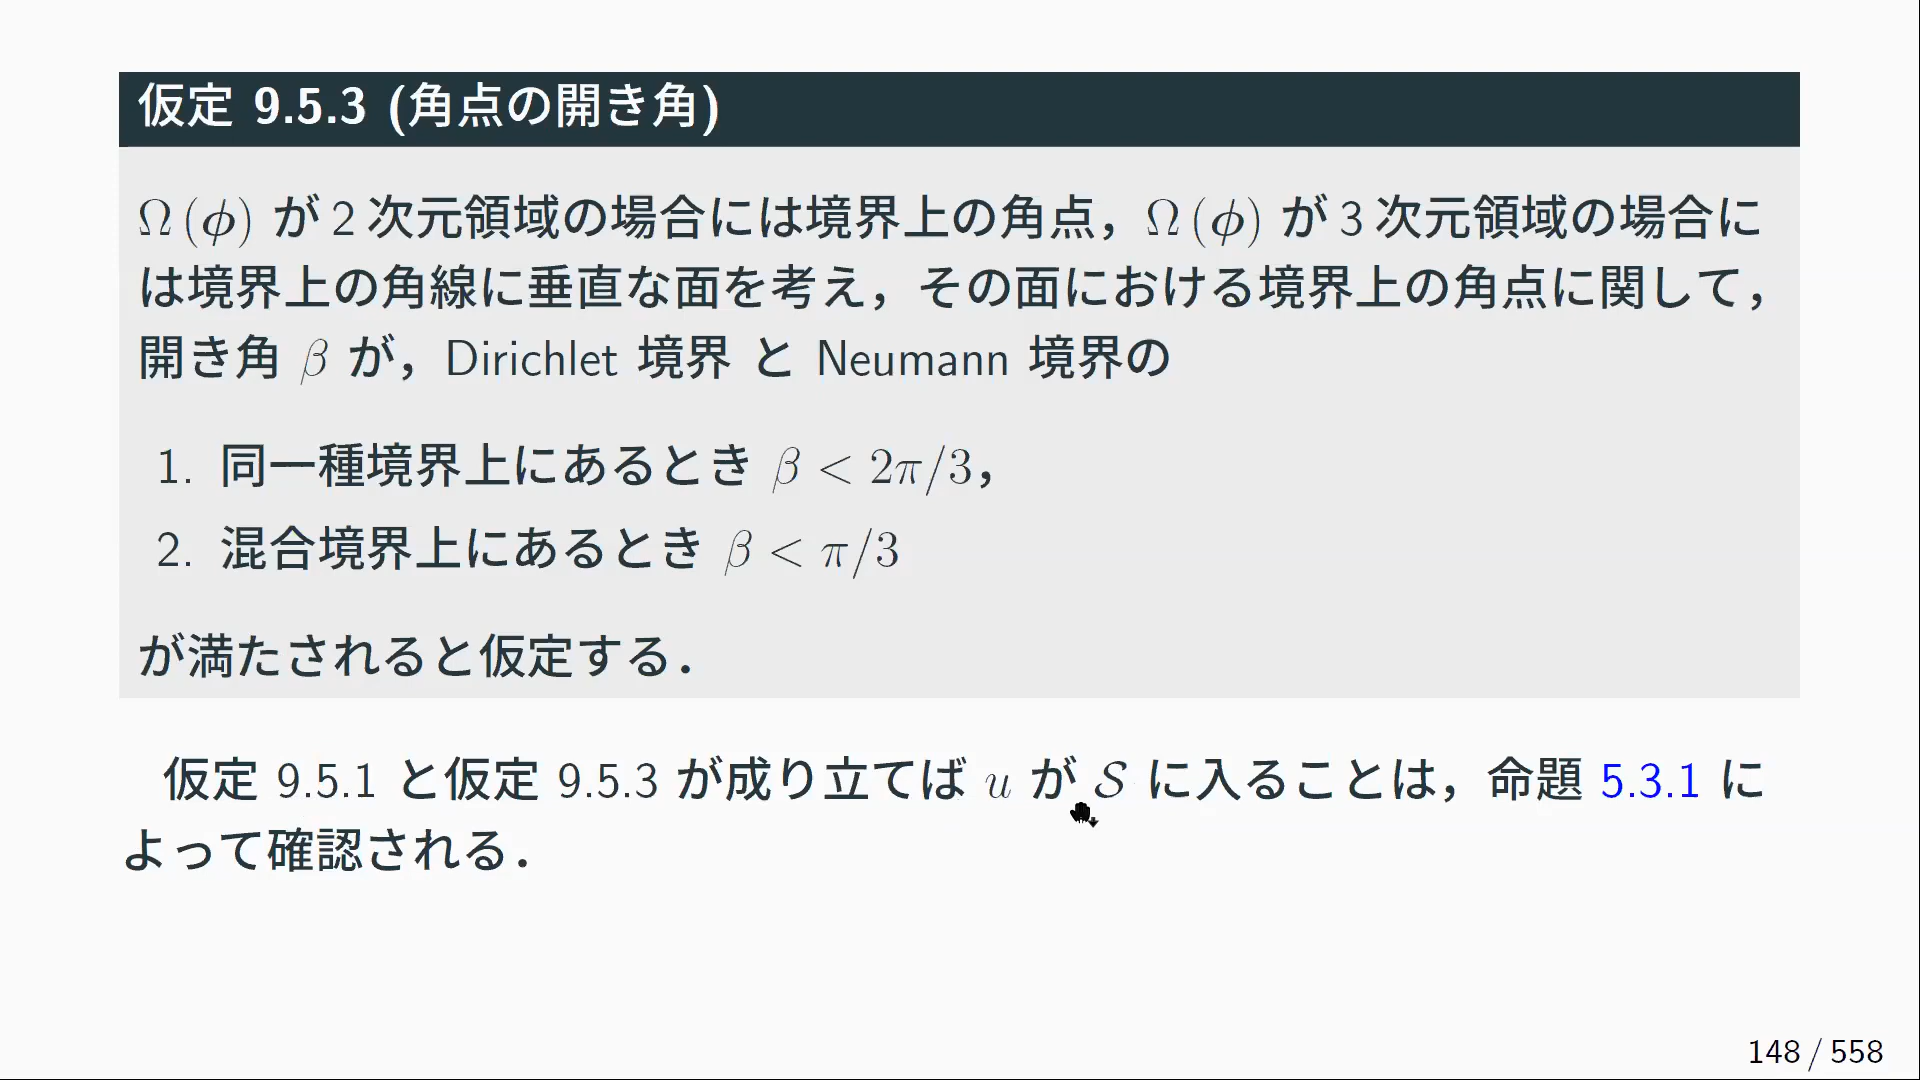 仮定 9.5.3 (角点の開き角)
Ω(ϕ) が 2 次元領域の場合には境界上の角点，Ω(ϕ) が 3 次元領域の場合に
は境界上の角線に垂直な面を考え，その面における境界上の角点に関して，
開き角 β が，Dirichlet 境界 と Neumann 境界の
1. 同一種境界上にあるとき β < 2π/3，
2. 混合境界上にあるとき β < π/3
が満たされると仮定する．
仮定 9.5.1 と仮定 9.5.3 が成り立てば u が 𝒮 に入ることは，命題 5.3.1 に
よって確認される．
148 / 558